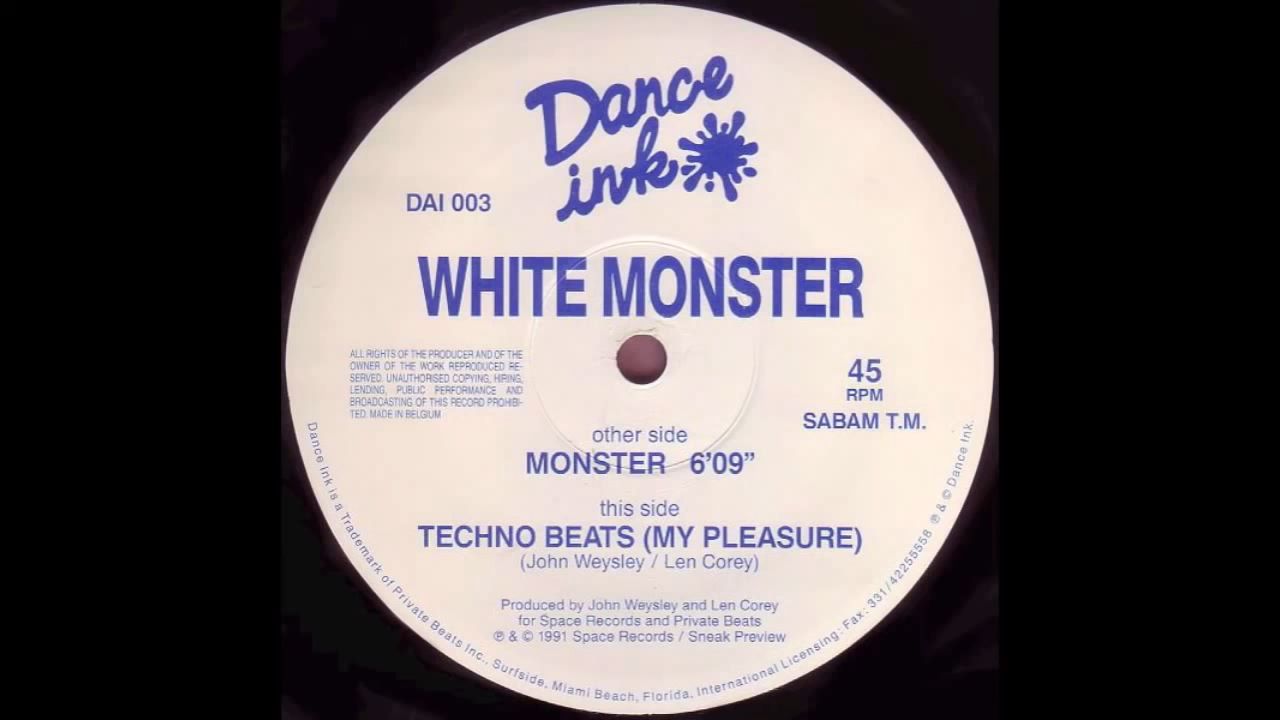 Dance
ink
DAI 003
WHITE MONSTER
ALL RIGHTS OF THE PRODUCER AND OF THE
OWNER OF THE WORK REPRODUCED RE-
SERVED. UNAUTHORISED COPYING, HIRING,
LENDING, PUBLIC PERFORMANCE AND
BROADCASTING OF THIS RECORD PROHIBI-
TED. MADE IN BELGIUM
45
RPM
SABAM T.M.
other side
MONSTER 6'09"
this side
TECHNO BEATS (MY PLEASURE)
(John Weysley / Len Corey)
Produced by John Weysley and Len Corey
for Space Records and Private Beats
℗ & © 1991 Space Records / Sneak Preview
Dance Ink is a Trademark of Private Beats Inc., Surfside, Miami Beach, Florida, International Licensing: Fax: 331/42255558 ℗ & © Dance Ink.